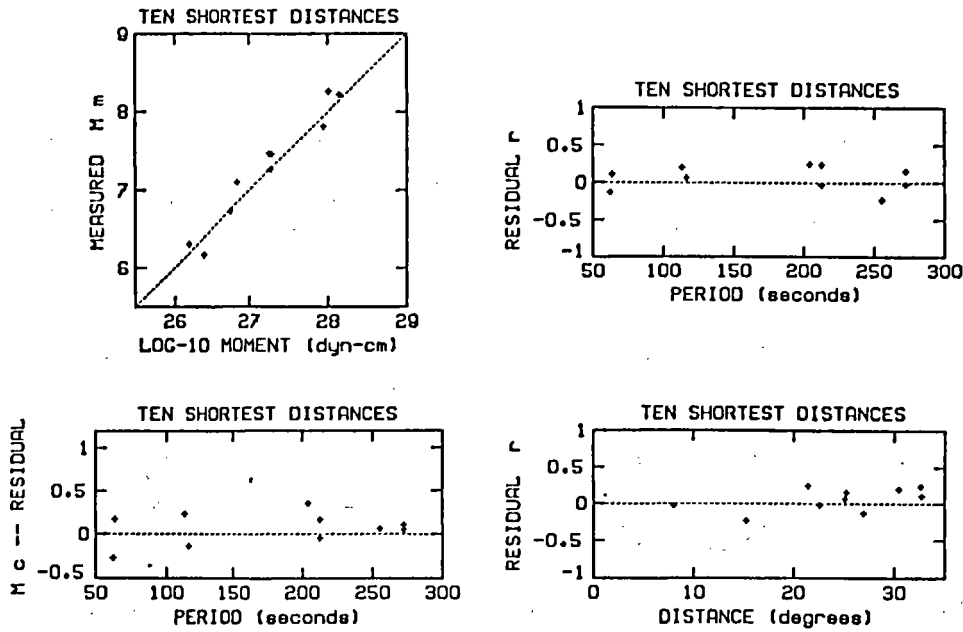 TEN SHORTEST DISTANCES
9
8
7
6
MEASURED M m
26 27 28 29
LOG-10 MOMENT (dyn-cm)
TEN SHORTEST DISTANCES
1
0.5
0
-0.5
-1
RESIDUAL r
50 100 150 200 250 300
PERIOD (seconds)
TEN SHORTEST DISTANCES
1
0.5
0
-0.5
M c -- RESIDUAL
50 100 150 200 250 300
PERIOD (seconds)
TEN SHORTEST DISTANCES
1
0.5
0
-0.5
-1
RESIDUAL r
0 10 20 30
DISTANCE (degrees)